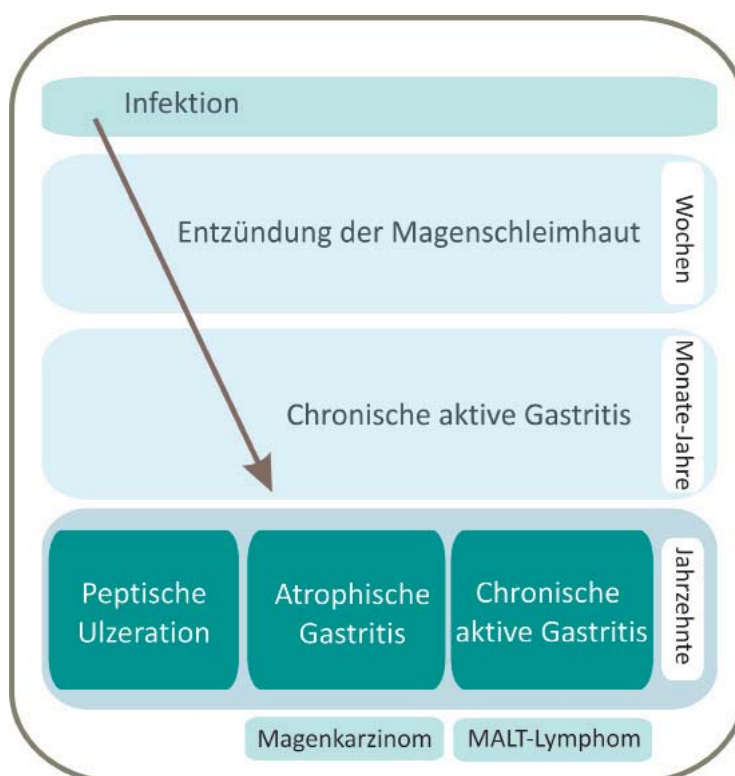 Infektion
Entzündung der Magenschleimhaut
Wochen
Chronische aktive Gastritis
Monate-Jahre
Peptische
Ulzeration
Atrophische
Gastritis
Chronische
aktive Gastritis
Jahrzehnte
Magenkarzinom
MALT-Lymphom